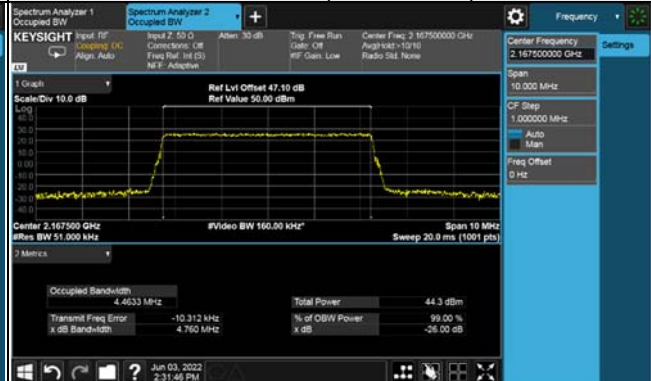 Spectrum Analyzer 1
Occupied BW
Spectrum Analyzer 2
Occupied BW
+
Frequency
KEYSIGHT
Input: RF
Coupling: DC
Align: Auto
Input Z: 50 Ω
Corrections: Off
Freq Ref: Int (S)
NFE: Adaptive
Atten: 30 dB
Trig: Free Run
Gate: Off
#IF Gain: Low
Center Freq: 2.167500000 GHz
Avg|Hold:>10/10
Radio Std: None
Center Frequency
2.167500000 GHz
Settings
Span
10.000 MHz
CF Step
1.000000 MHz
Auto
Man
Freq Offset
0 Hz
LXI
1 Graph
Scale/Div 10.0 dB
Ref Lvl Offset 47.10 dB
Ref Value 50.00 dBm
Log
40.0
30.0
20.0
10.0
0.00
-10.0
-20.0
-30.0
-40.0
Center 2.167500 GHz
#Res BW 51.000 kHz
#Video BW 160.00 kHz*
Span 10 MHz
Sweep 20.0 ms (1001 pts)
2 Metrics
Occupied Bandwidth
4.4633 MHz
Total Power
44.3 dBm
Transmit Freq Error
-10.312 kHz
% of OBW Power
99.00 %
x dB Bandwidth
4.760 MHz
x dB
-26.00 dB
?
Jun 03, 2022
2:31:46 PM